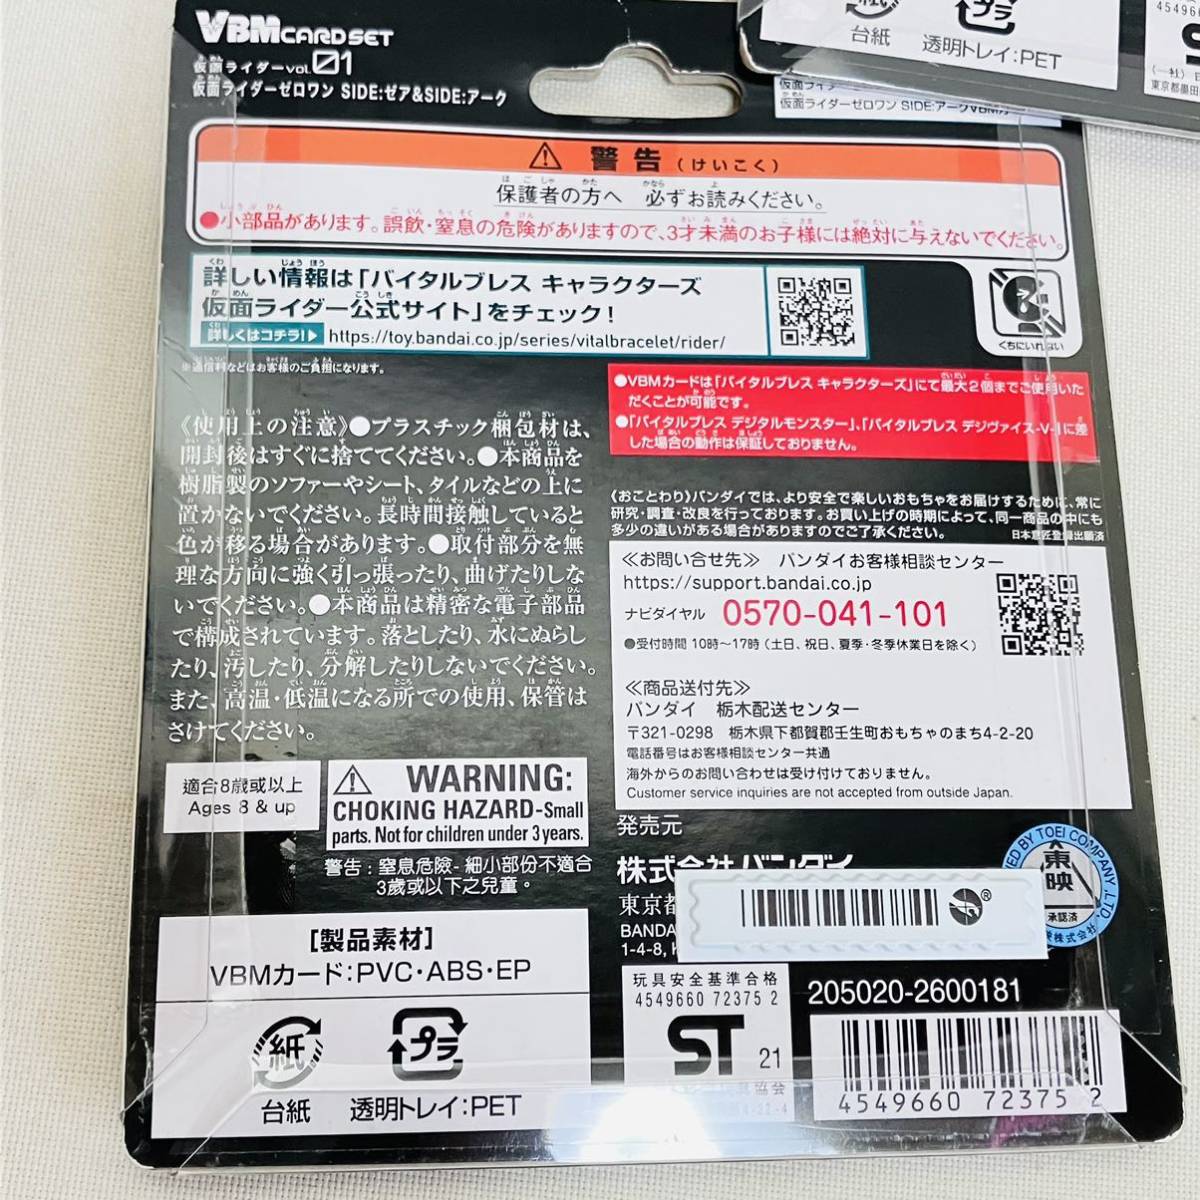 VBM CARD SET
仮面ライダー vol.01
仮面ライダーゼロワン SIDE:ゼア&SIDE:アーク
台紙
透明トレイ:PET
仮面ライダーゼロワン SIDE:アークVBMカー
⚠ 警告(けいこく)
保護者の方へ 必ずお読みください。
●小部品があります。誤飲・窒息の危険がありますので、3才未満のお子様には絶対に与えないでください。
詳しい情報は「バイタルブレス キャラクターズ
仮面ライダー公式サイト」をチェック!
詳しくはコチラ!▶ https://toy.bandai.co.jp/series/vitalbracelet/rider/
※通信料などはお客様のご負担になります。
くちにいれない
●VBMカードは「バイタルブレス キャラクターズ」にて最大2個までご使用いた
だくことが可能です。
●「バイタルブレス デジタルモンスター」、「バイタルブレス デジヴァイス-V-」に差
した場合の動作は保証しておりません。
《使用上の注意》●プラスチック梱包材は、
開封後はすぐに捨ててください。●本商品を
樹脂製のソファーやシート、タイルなどの上に
置かないでください。長時間接触していると
色が移る場合があります。●取付部分を無
理な方向に強く引っ張ったり、曲げたりしな
いでください。●本商品は精密な電子部品
で構成されています。落としたり、水にぬらし
たり、汚したり、分解したりしないでください。
また、高温・低温になる所での使用、保管は
さけてください。
《おことわり》バンダイでは、より安全で楽しいおもちゃをお届けするために、常に
研究・調査・改良を行っております。お買い上げの時期によって、同一商品の中にも
多少の違いがある場合がありますのでご了承ください。
日本意匠登録出願済
≪お問い合せ先≫ バンダイお客様相談センター
https://support.bandai.co.jp
ナビダイヤル 0570-041-101
●受付時間 10時〜17時(土日、祝日、夏季・冬季休業日を除く)
≪商品送付先≫
バンダイ 栃木配送センター
〒321-0298 栃木県下都賀郡壬生町おもちゃのまち4-2-20
電話番号はお客様相談センター共通
海外からのお問い合わせは受け付けておりません。
Customer service inquiries are not accepted from outside Japan.
適合8歳或以上
Ages 8 & up
⚠ WARNING:
CHOKING HAZARD-Small
parts. Not for children under 3 years.
警告:窒息危險-細小部份不適合
3歲或以下之兒童。
発売元
株式会社バンダイ
東京都
BANDA
1-4-8,
ED BY TOEI COMPANY, LTD.
東映
承認済
株式会社
[製品素材]
VBMカード:PVC・ABS・EP
紙
プラ
台紙
透明トレイ:PET
玩具安全基準合格
4549660 72375 2
ST 21
205020-2600181
4549660 72375 2